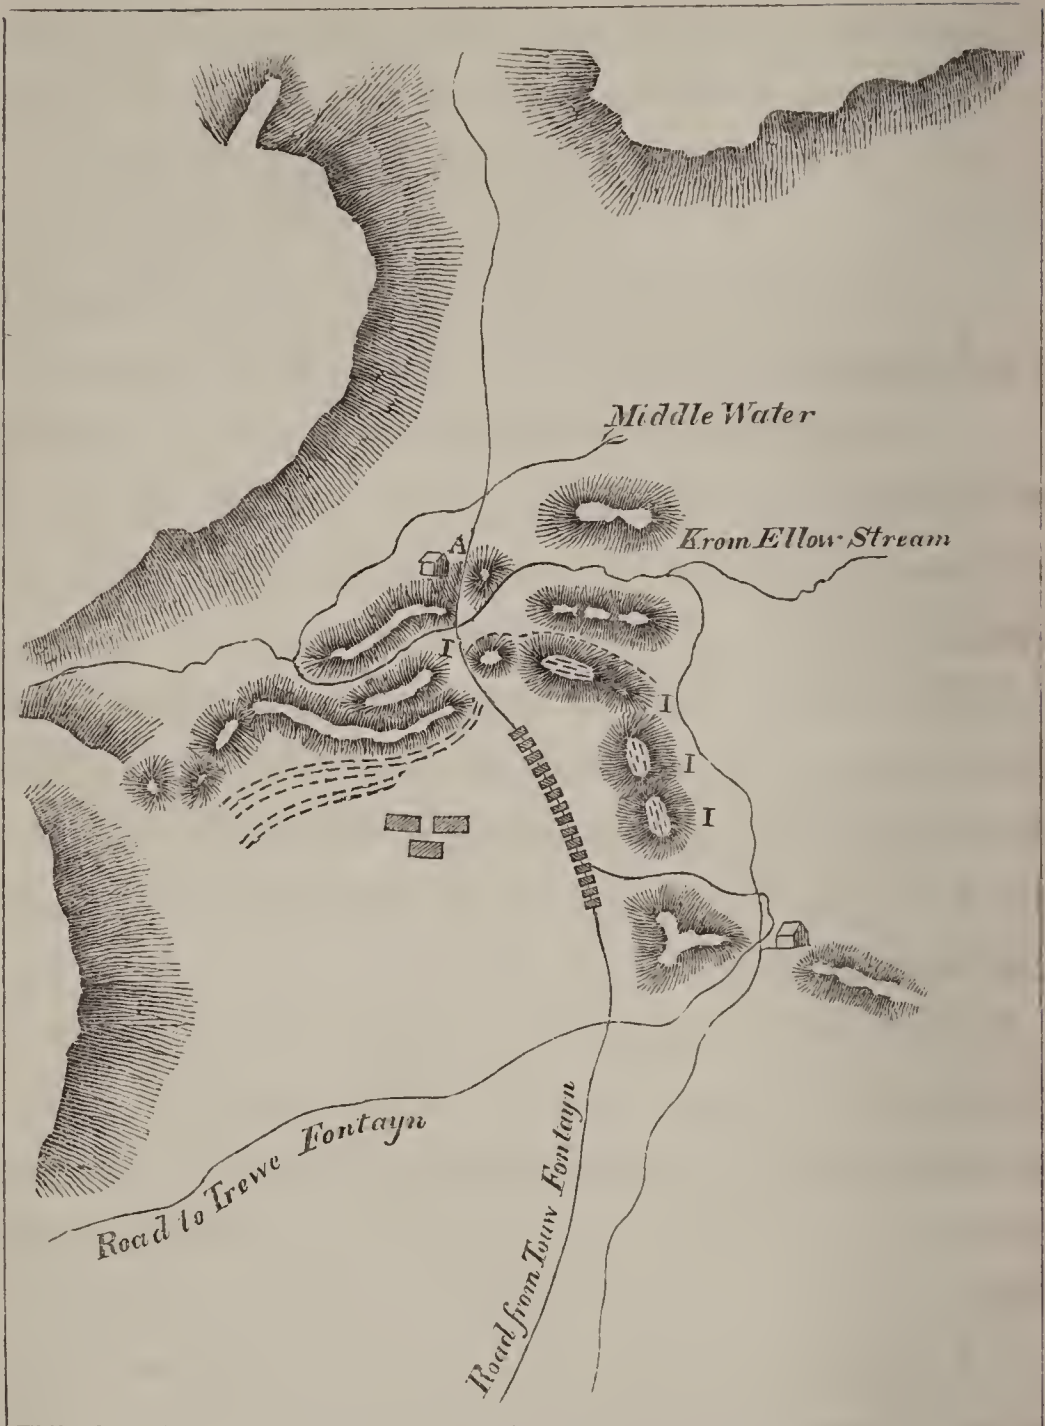 Middle Water
Krom Ellow Stream
A
I
I
I
I
Road to Trewe Fontayn
Road from Touw Fontayn